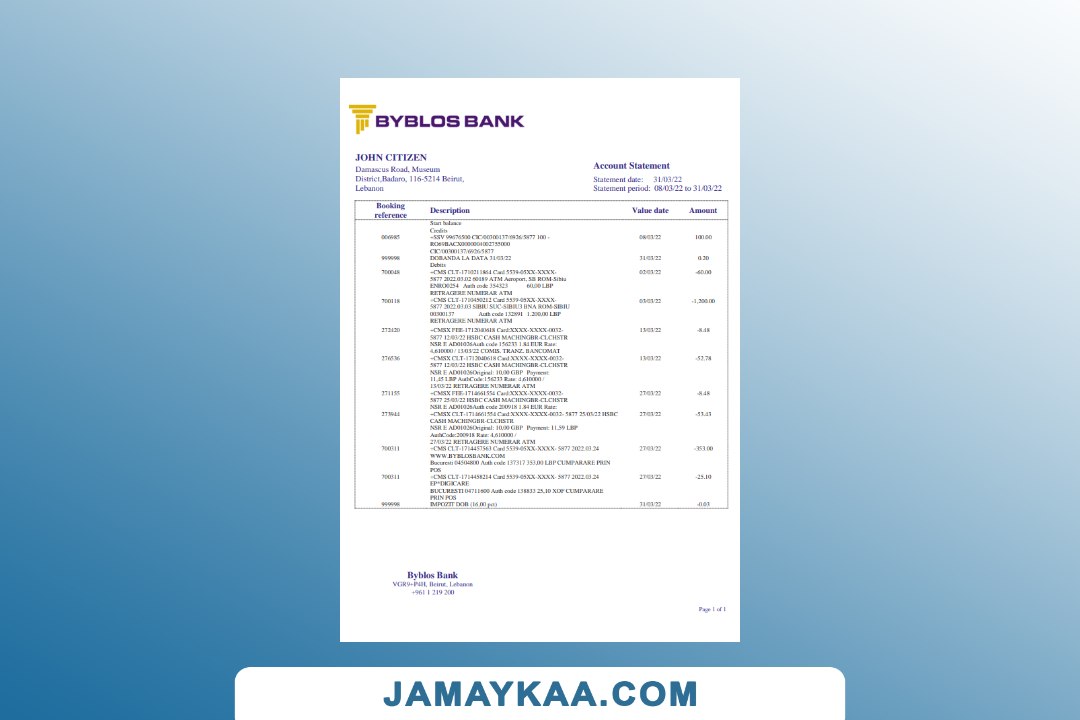 BYBLOS BANK
JOHN CITIZEN
Damascus Road, Museum
District,Badaro, 116-5214 Beirut,
Lebanon
Account Statement
Statement date: 31/03/22
Statement period: 08/03/22 to 31/03/22
Booking reference Description Value date Amount
Start balance
Credits
006985 +SSV 99676500 CIC/00300137/6926/5877 100 - 08/03/22 100.00
RO69BACX0000004002755000
CIC/00300137/6926/5877
999998 DOBANDA LA DATA 31/03/22 31/03/22 0.20
Debits
700048 +CMS CLT-1710211864 Card 5539-05XX-XXXX- 02/03/22 -60.00
5877 2022.03.02 60189 ATM Aeroport. SB ROM-Sibiu
ENRO0254 Auth code 354323 60,00 LBP
RETRAGERE NUMERAR ATM
700118 +CMS CLT-1710450212 Card 5539-05XX-XXXX- 03/03/22 -1,200.00
5877 2022.03.03 SIBIU SUC-SIBIU3 BNA ROM-SIBIU
00300137 Auth code 132891 1.200,00 LBP
RETRAGERE NUMERAR ATM
272420 +CMSX FEE-1712040618 Card:XXXX-XXXX-0032- 13/03/22 -8.48
5877 12/03/22 HSBC CASH MACHINGBR-CLCHSTR
NSR E AD01026Auth code 156233 1.84 EUR Rate:
4,610000 / 13/03/22 COMIS. TRANZ. BANCOMAT
276536 +CMSX CLT-1712040618 Card XXXX-XXXX-0032- 13/03/22 -52.78
5877 12/03/22 HSBC CASH MACHINGBR-CLCHSTR
NSR E AD01026Original: 10,00 GBP Payment:
11,45 LBP AuthCode:156233 Rate: 4,610000 /
13/03/22 RETRAGERE NUMERAR ATM
271155 +CMSX FEE-1714661554 Card:XXXX-XXXX-0032- 27/03/22 -8.48
5877 25/03/22 HSBC CASH MACHINGBR-CLCHSTR
NSR E AD01026Auth code 200918 1.84 EUR Rate:
273944 +CMSX CLT-1714661554 Card XXXX-XXXX-0032- 5877 25/03/22 HSBC 27/03/22 -53.43
CASH MACHINGBR-CLCHSTR
NSR E AD01026Original: 10,00 GBP Payment: 11,59 LBP
AuthCode:200918 Rate: 4,610000 /
27/03/22 RETRAGERE NUMERAR ATM
700311 +CMS CLT-1714457563 Card 5539-05XX-XXXX- 5877 2022.03.24 27/03/22 -353.00
WWW.BYBLOSBANK.COM
Bucuresti 04504800 Auth code 137317 353,00 LBP CUMPARARE PRIN
POS
700311 +CMS CLT-1714458214 Card 5539-05XX-XXXX- 5877 2022.03.24 27/03/22 -25.10
EP*DIGICARE
BUCURESTI 04711600 Auth code 138833 25,10 XOF CUMPARARE
PRIN POS
999998 IMPOZIT DOB (16,00 pct) 31/03/22 -0.03
Byblos Bank
VGR9+P4H, Beirut, Lebanon
+961 1 219 200
Page 1 of 1
JAMAYKAA.COM